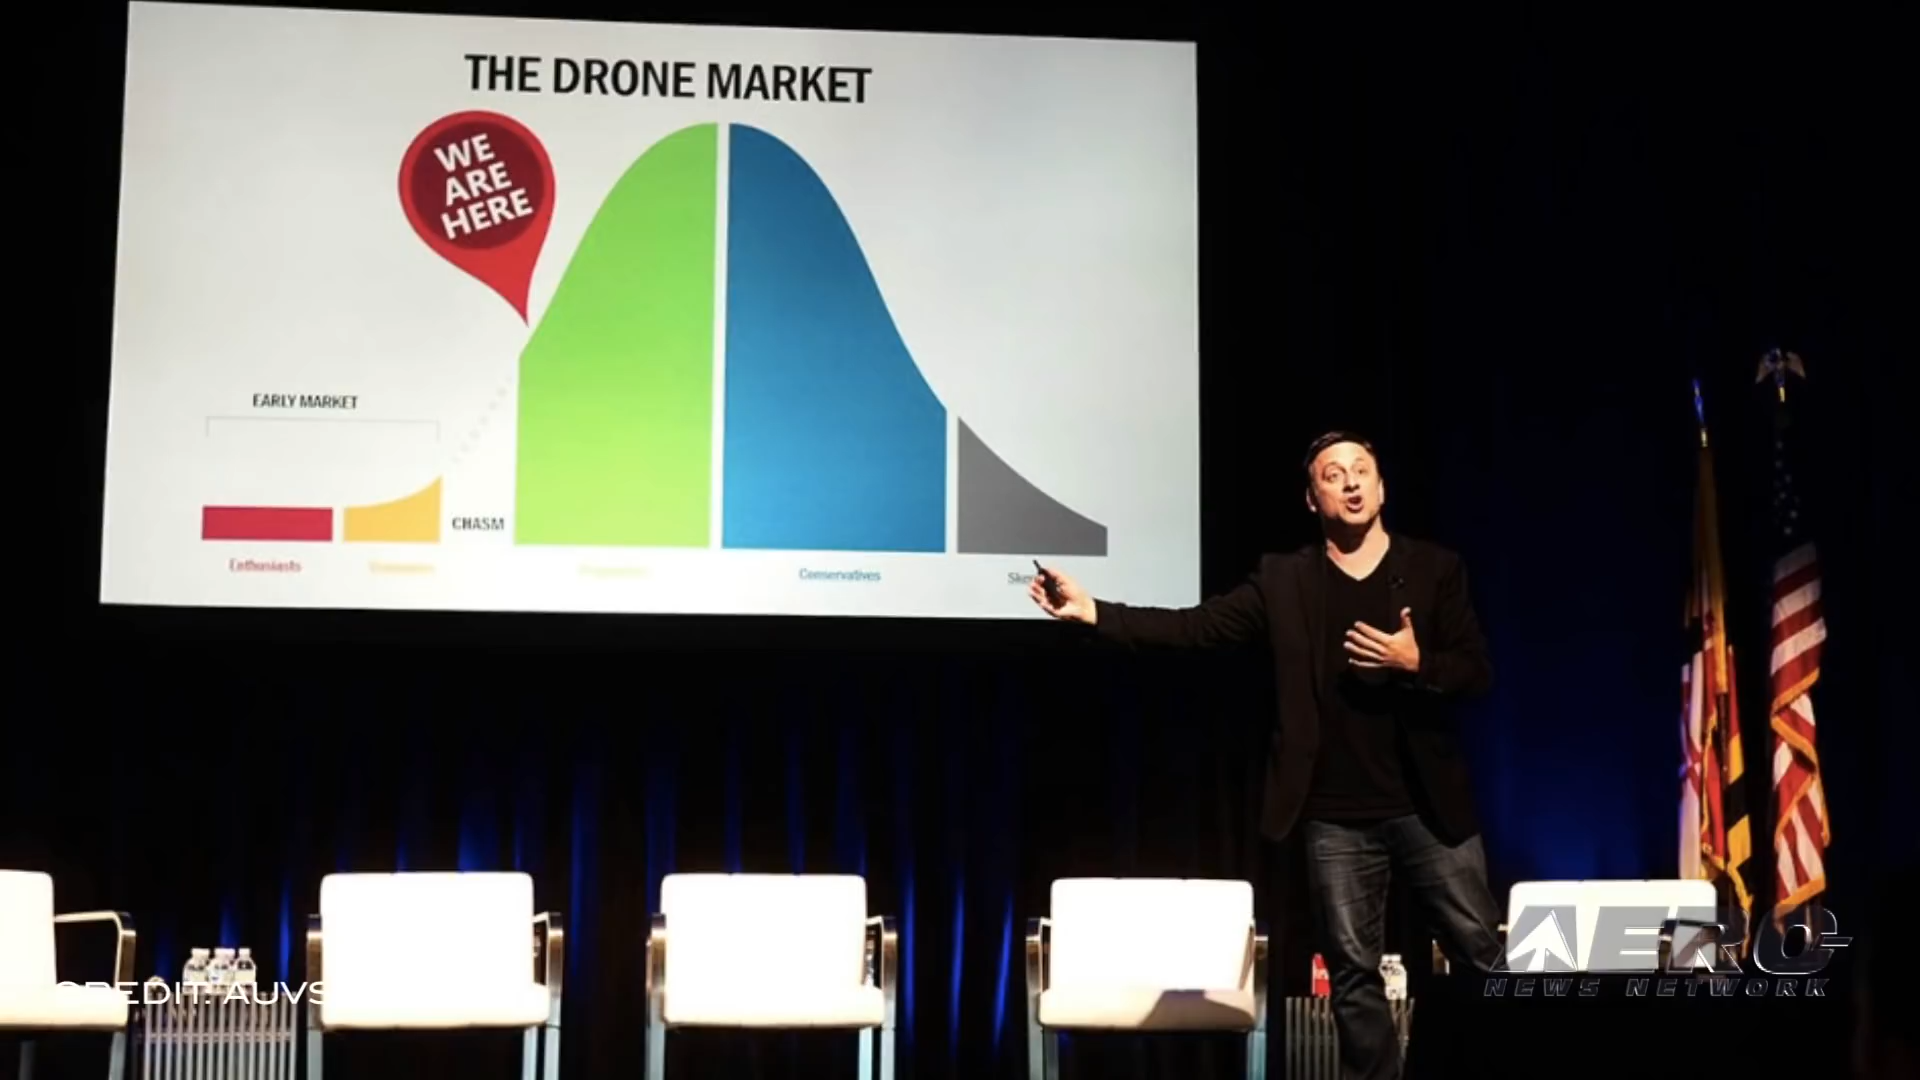 THE DRONE MARKET
WE
ARE
HERE
EARLY MARKET
CHASM
Enthusiasts
Conservatives
CREDIT: AUVS
AERO
NEWS NETWORK